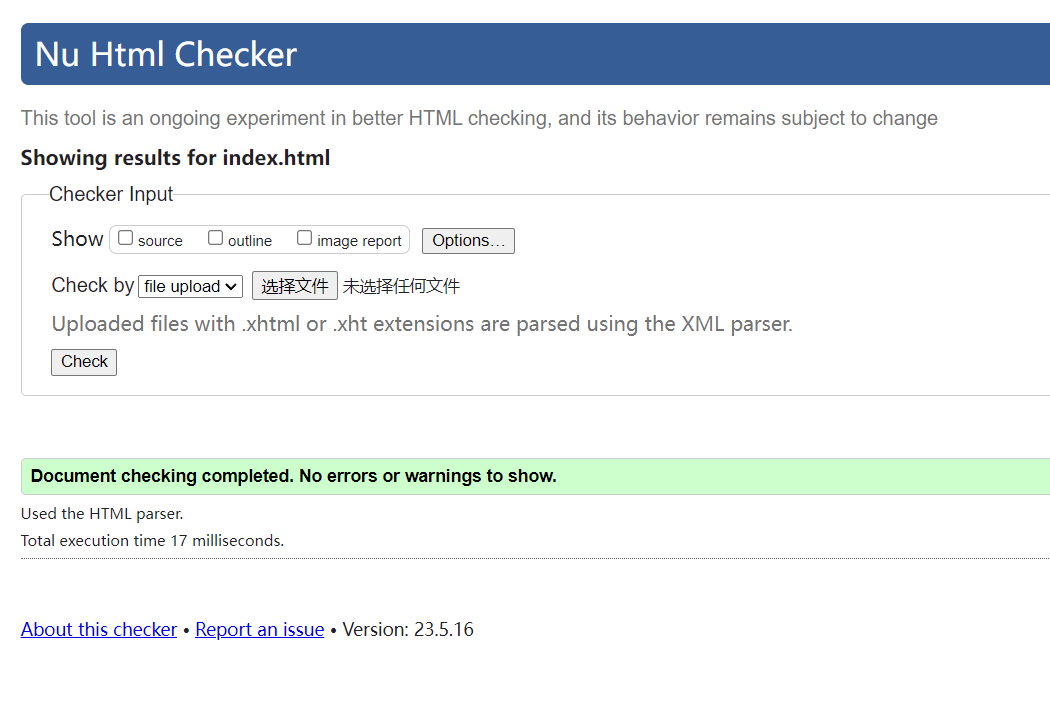 Nu Html Checker
This tool is an ongoing experiment in better HTML checking, and its behavior remains subject to change
Showing results for index.html
Checker Input
Show source outline image report Options...
Check by file upload 选择文件 未选择任何文件
Uploaded files with .xhtml or .xht extensions are parsed using the XML parser.
Check
Document checking completed. No errors or warnings to show.
Used the HTML parser.
Total execution time 17 milliseconds.
About this checker • Report an issue • Version: 23.5.16